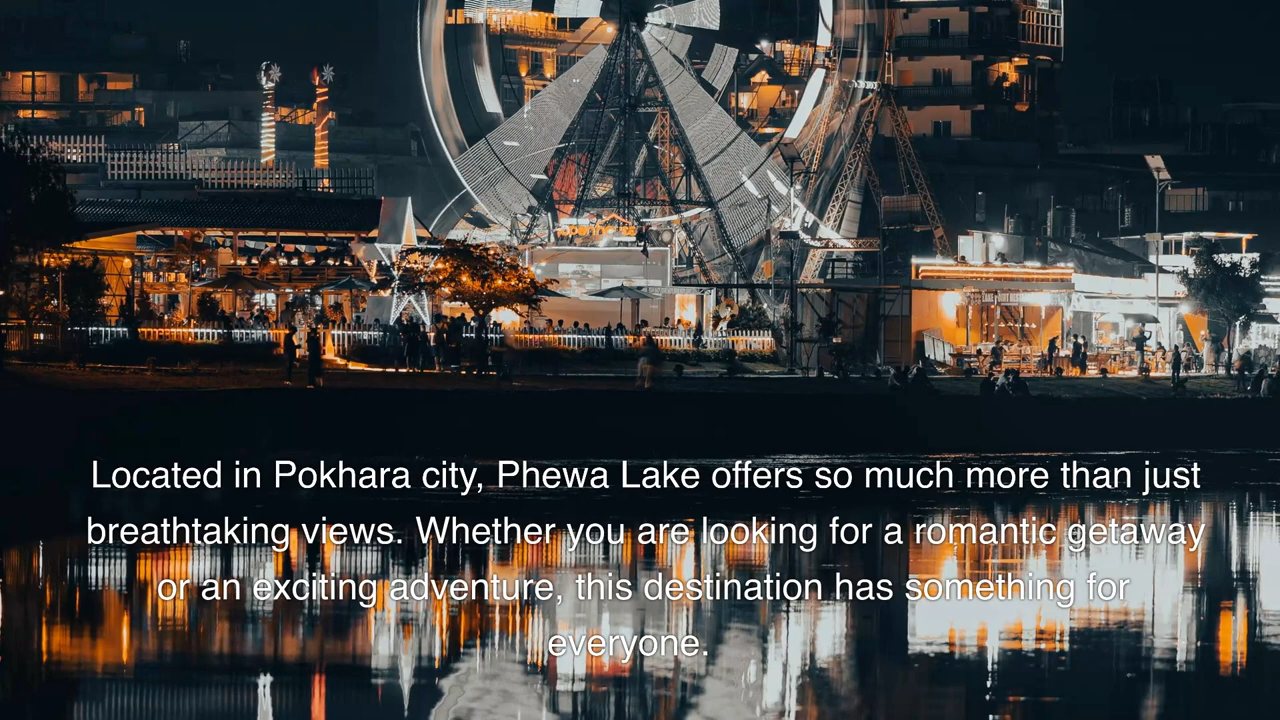 Located in Pokhara city, Phewa Lake offers so much more than just
breathtaking views. Whether you are looking for a romantic getaway
or an exciting adventure, this destination has something for
everyone.